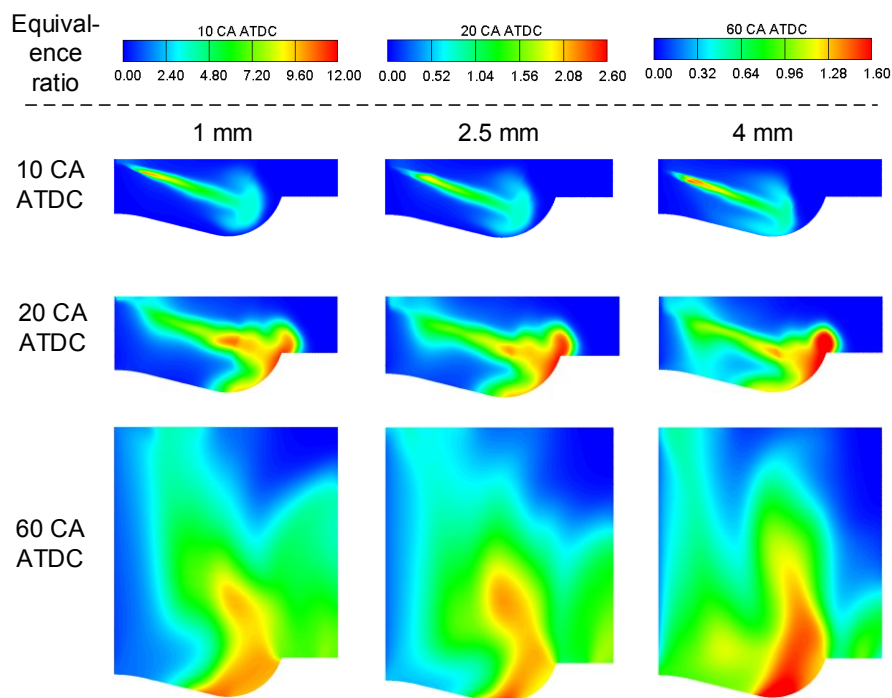 Equival-
ence
ratio
10 CA ATDC
0.00 2.40 4.80 7.20 9.60 12.00
20 CA ATDC
0.00 0.52 1.04 1.56 2.08 2.60
60 CA ATDC
0.00 0.32 0.64 0.96 1.28 1.60
1 mm 2.5 mm 4 mm
10 CA
ATDC
20 CA
ATDC
60 CA
ATDC